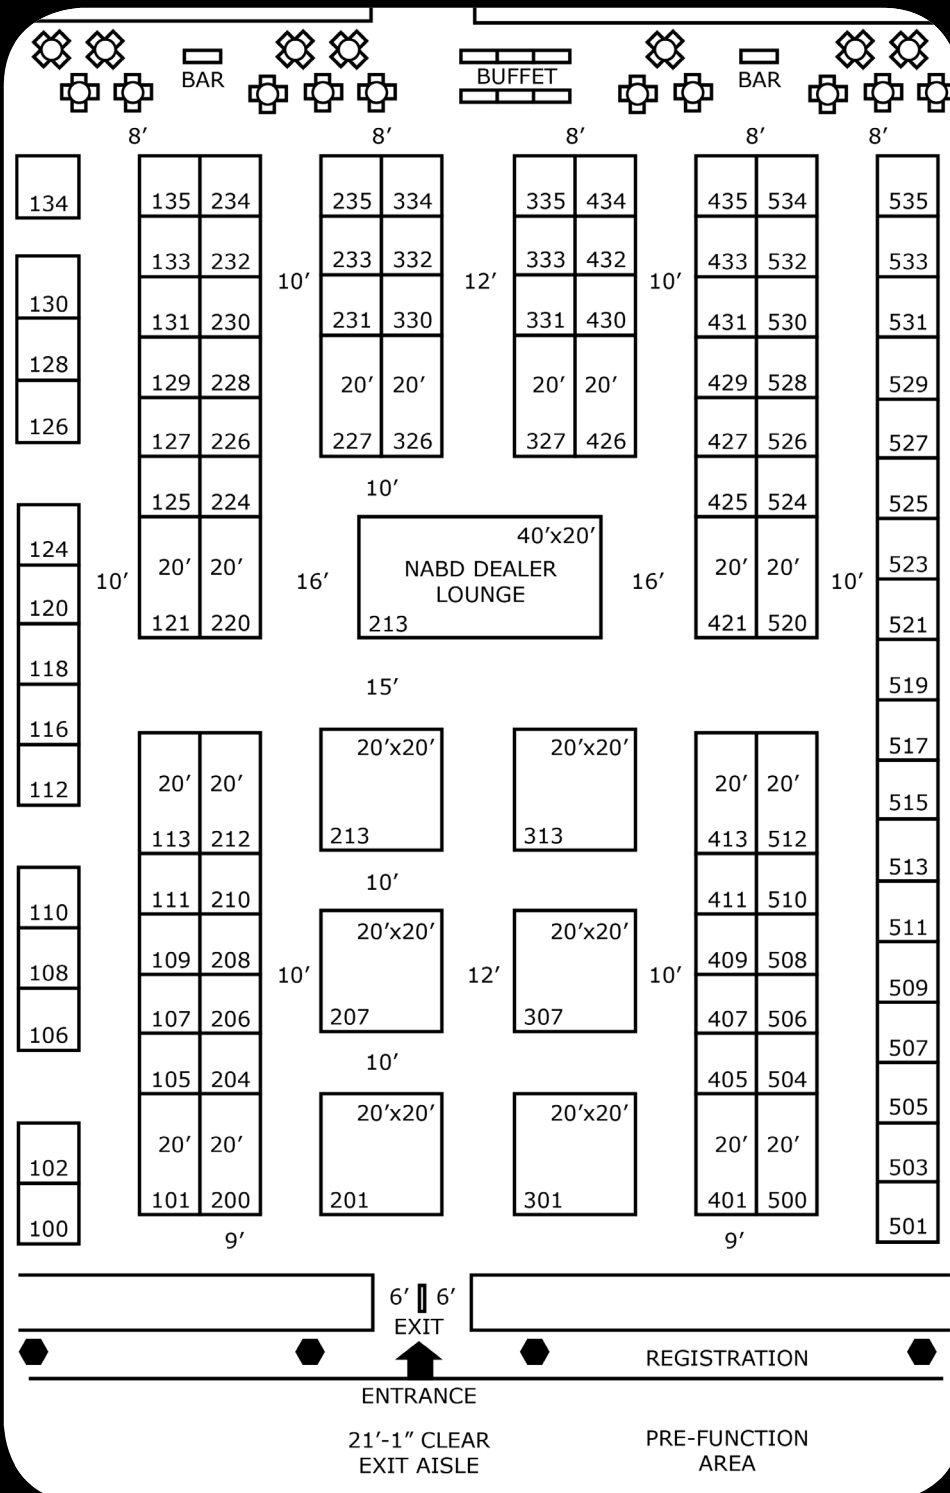 BAR
BUFFET
BAR
8′ 8′ 8′ 8′ 8′
134 135 234 235 334 335 434 435 534 535
133 232 233 332 333 432 433 532 533
10′ 12′ 10′
130 131 230 231 330 331 430 431 530 531
128 129 228 20′ 20′ 20′ 20′ 429 528 529
126 127 226 227 326 327 426 427 526 527
10′
125 224 425 524 525
40′x20′
124 20′ 20′ NABD DEALER 20′ 20′ 523
10′ 16′ LOUNGE 16′ 10′
120 121 220 213 421 520 521
118 519
15′
116 20′x20′ 20′x20′ 517
112 20′ 20′ 20′ 20′ 515
113 212 213 313 413 512
513
10′
110 111 210 411 510 511
20′x20′ 20′x20′
108 109 208 409 508
10′ 12′ 10′
509
107 206 207 307 407 506
106 507
10′
105 204 405 504 505
20′x20′ 20′x20′
20′ 20′ 20′ 20′
102 503
101 200 201 301 401 500
100 501
9′ 9′
6′ 6′
EXIT
REGISTRATION
ENTRANCE
21′-1″ CLEAR
EXIT AISLE
PRE-FUNCTION
AREA